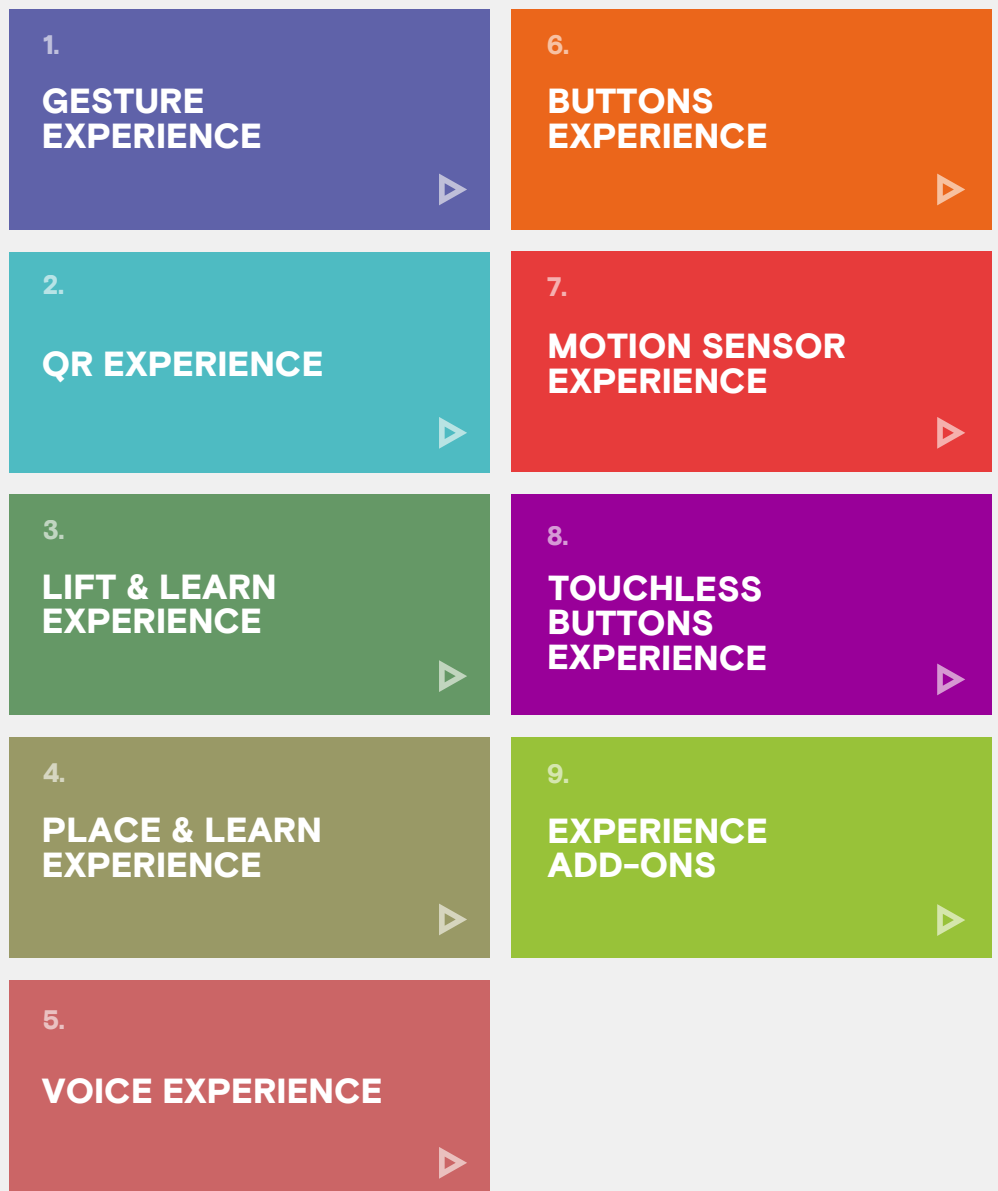 1.
GESTURE
EXPERIENCE
2.
QR EXPERIENCE
3.
LIFT & LEARN
EXPERIENCE
4.
PLACE & LEARN
EXPERIENCE
5.
VOICE EXPERIENCE
6.
BUTTONS
EXPERIENCE
7.
MOTION SENSOR
EXPERIENCE
8.
TOUCHLESS
BUTTONS
EXPERIENCE
9.
EXPERIENCE
ADD-ONS